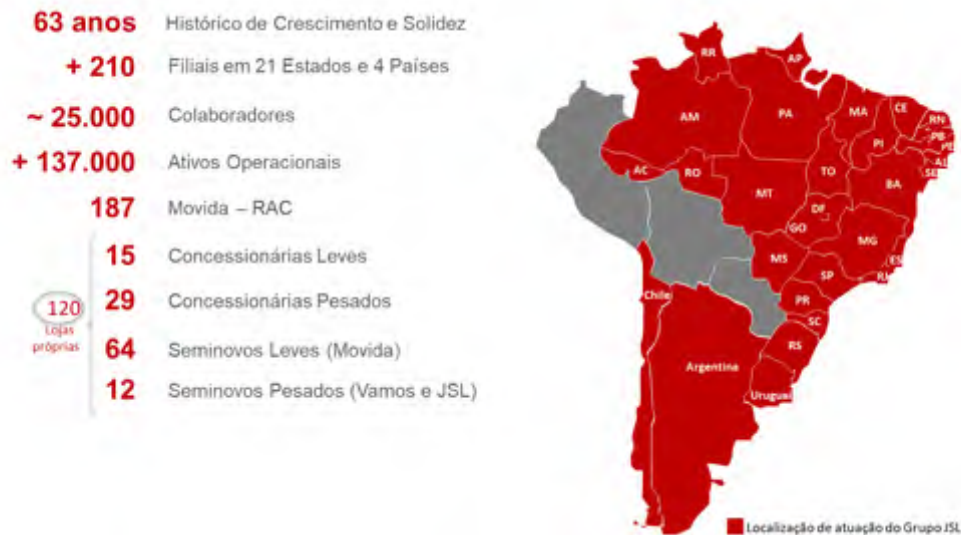 63 anos Histórico de Crescimento e Solidez
+ 210 Filiais em 21 Estados e 4 Países
~ 25.000 Colaboradores
+ 137.000 Ativos Operacionais
187 Movida – RAC
15 Concessionárias Leves
29 Concessionárias Pesados
120
Lojas
próprias
64 Seminovos Leves (Movida)
12 Seminovos Pesados (Vamos e JSL)
RR
AP
AM
PA
MA
CE
RN
PB
PE
PI
AL
SE
AC
RO
TO
BA
MT
DF
GO
MG
ES
MS
SP
RJ
PR
SC
RS
Chile
Argentina
Uruguai
Localização de atuação do Grupo JSL